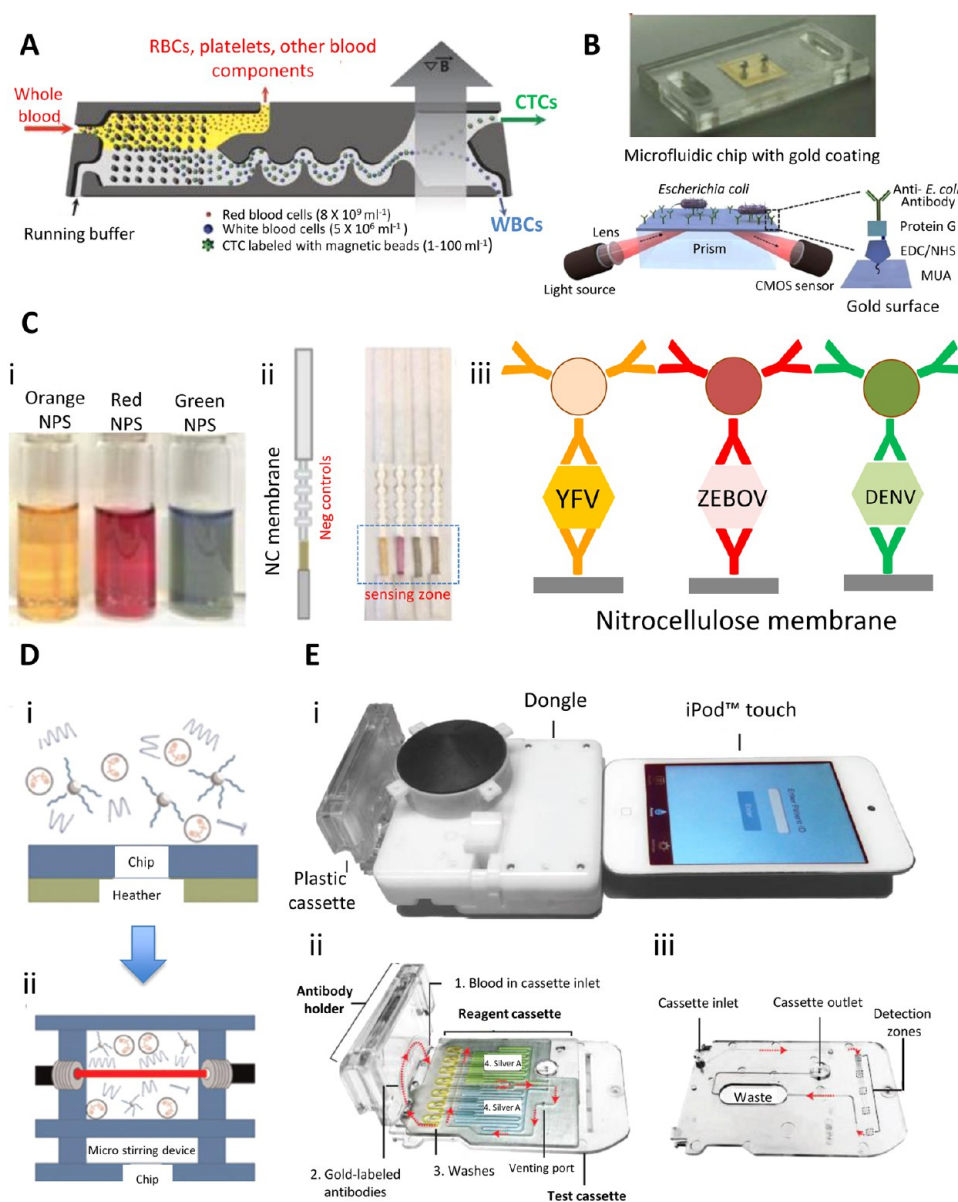 A
RBCs, platelets, other blood
components
Whole
blood
▽B
CTCs
WBCs
Running buffer
Red blood cells (8 X 10⁹ ml⁻¹)
White blood cells (5 X 10⁶ ml⁻¹)
CTC labeled with magnetic beads (1-100 ml⁻¹)
B
Microfluidic chip with gold coating
Escherichia coli
Lens
Prism
Light source
CMOS sensor
Anti- E. coli
Antibody
Protein G
EDC/NHS
MUA
Gold surface
C
i
Orange
NPS
Red
NPS
Green
NPS
ii
NC membrane
Neg controls
sensing zone
iii
YFV
ZEBOV
DENV
Nitrocellulose membrane
D
i
Chip
Heather
ii
Micro stirring device
Chip
E
i
Dongle
iPod™ touch
Enter Patient ID
Plastic
cassette
ii
Antibody
holder
1. Blood in cassette inlet
Reagent cassette
4. Silver A
4. Silver A
2. Gold-labeled
antibodies
3. Washes
Venting port
Test cassette
iii
Cassette inlet
Cassette outlet
Detection
zones
Waste